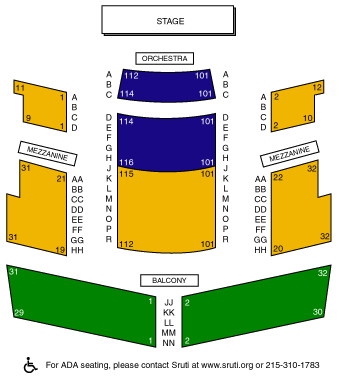 STAGE
ORCHESTRA
A 112 101 A
B B
C 114 101 C
11 1 A
B
C
9 1 D
A 2 12
B
C
D 2 10
D 114 101 D
E E
F F
G G
H 116 101 H
J 115 101 J
K K
L L
M M
N N
O O
P P
R 112 101 R
MEZZANINE
31 21 AA
BB
CC
DD
EE
FF
31 GG
19 HH
MEZZANINE
AA 22 32
BB
CC
DD
EE
FF
GG 32
HH 20
BALCONY
31 32
1 JJ 2
29 KK 30
LL
MM
1 NN 2
For ADA seating, please contact Sruti at www.sruti.org or 215-310-1783